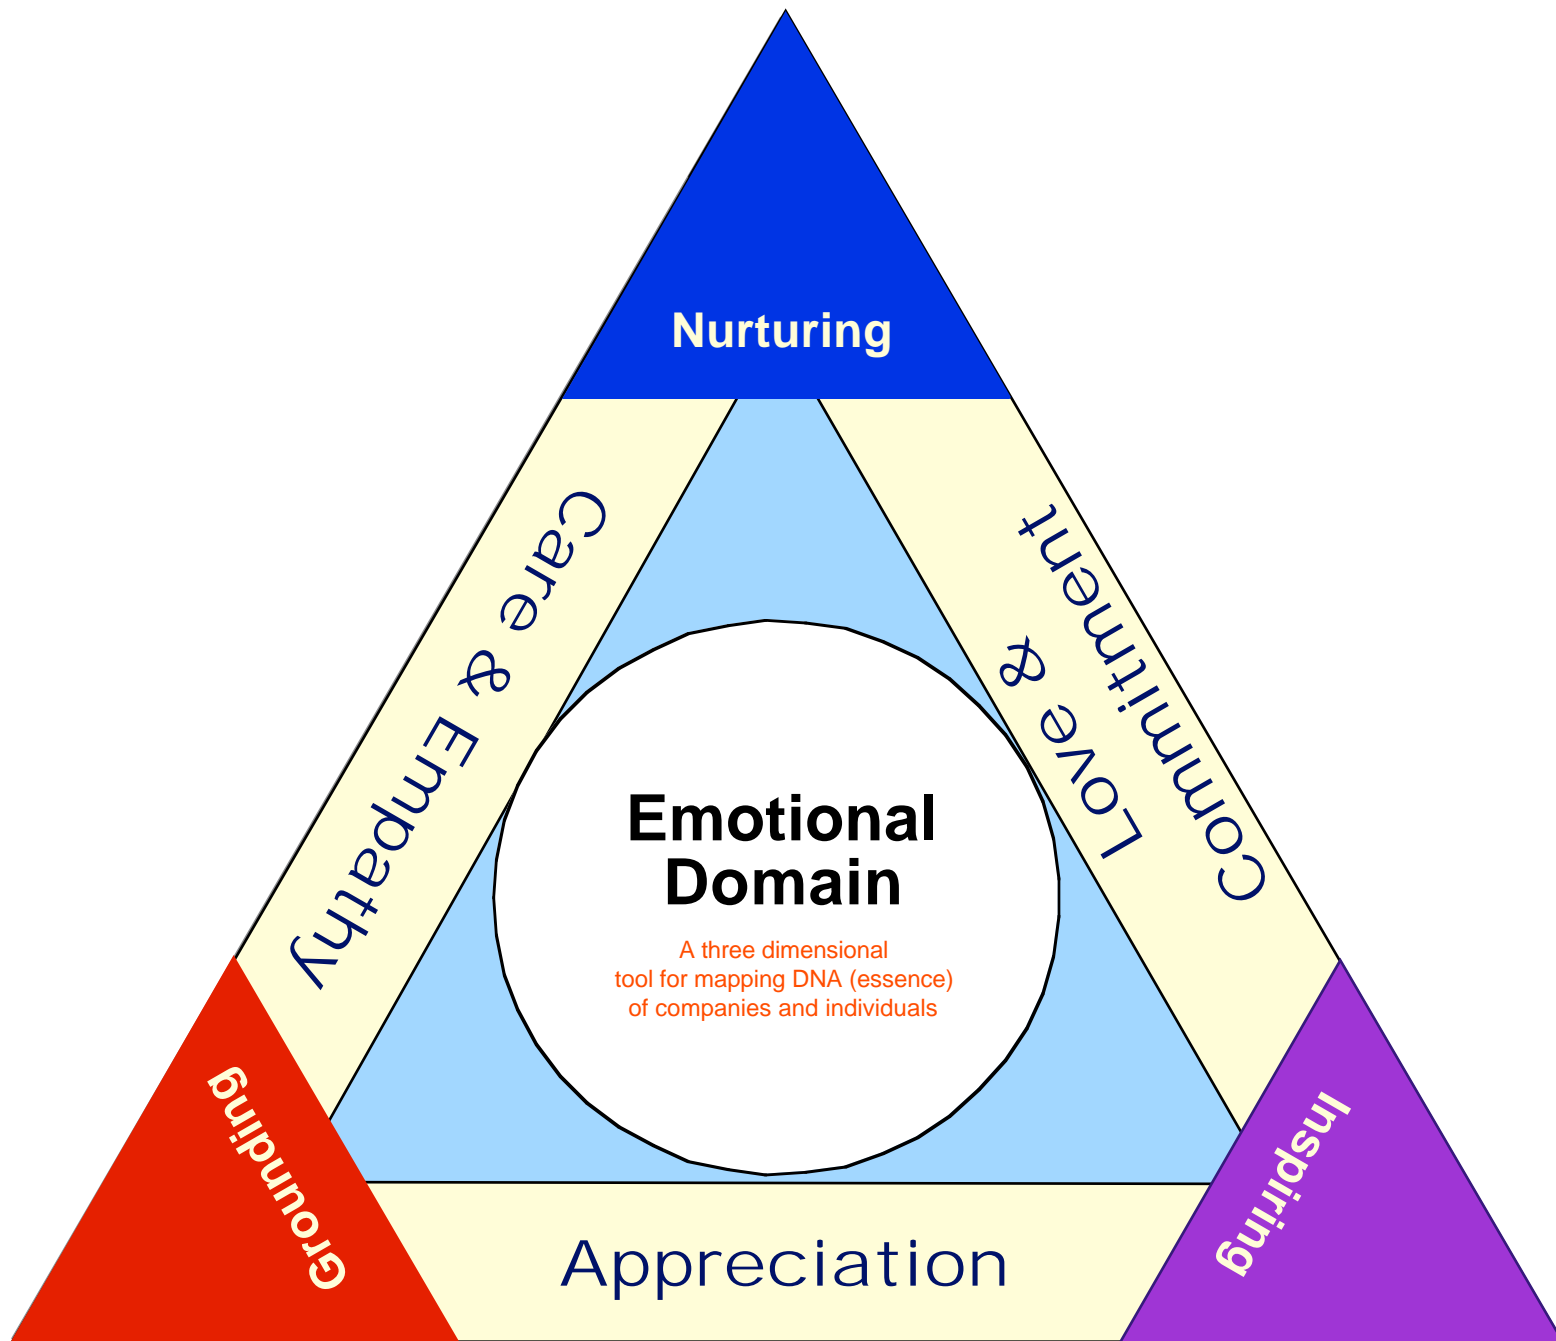 Nurturing
Care & Empathy
Love &
Commitment
Emotional
Domain
A three dimensional
tool for mapping DNA (essence)
of companies and individuals
Grounding
Inspiring
Appreciation